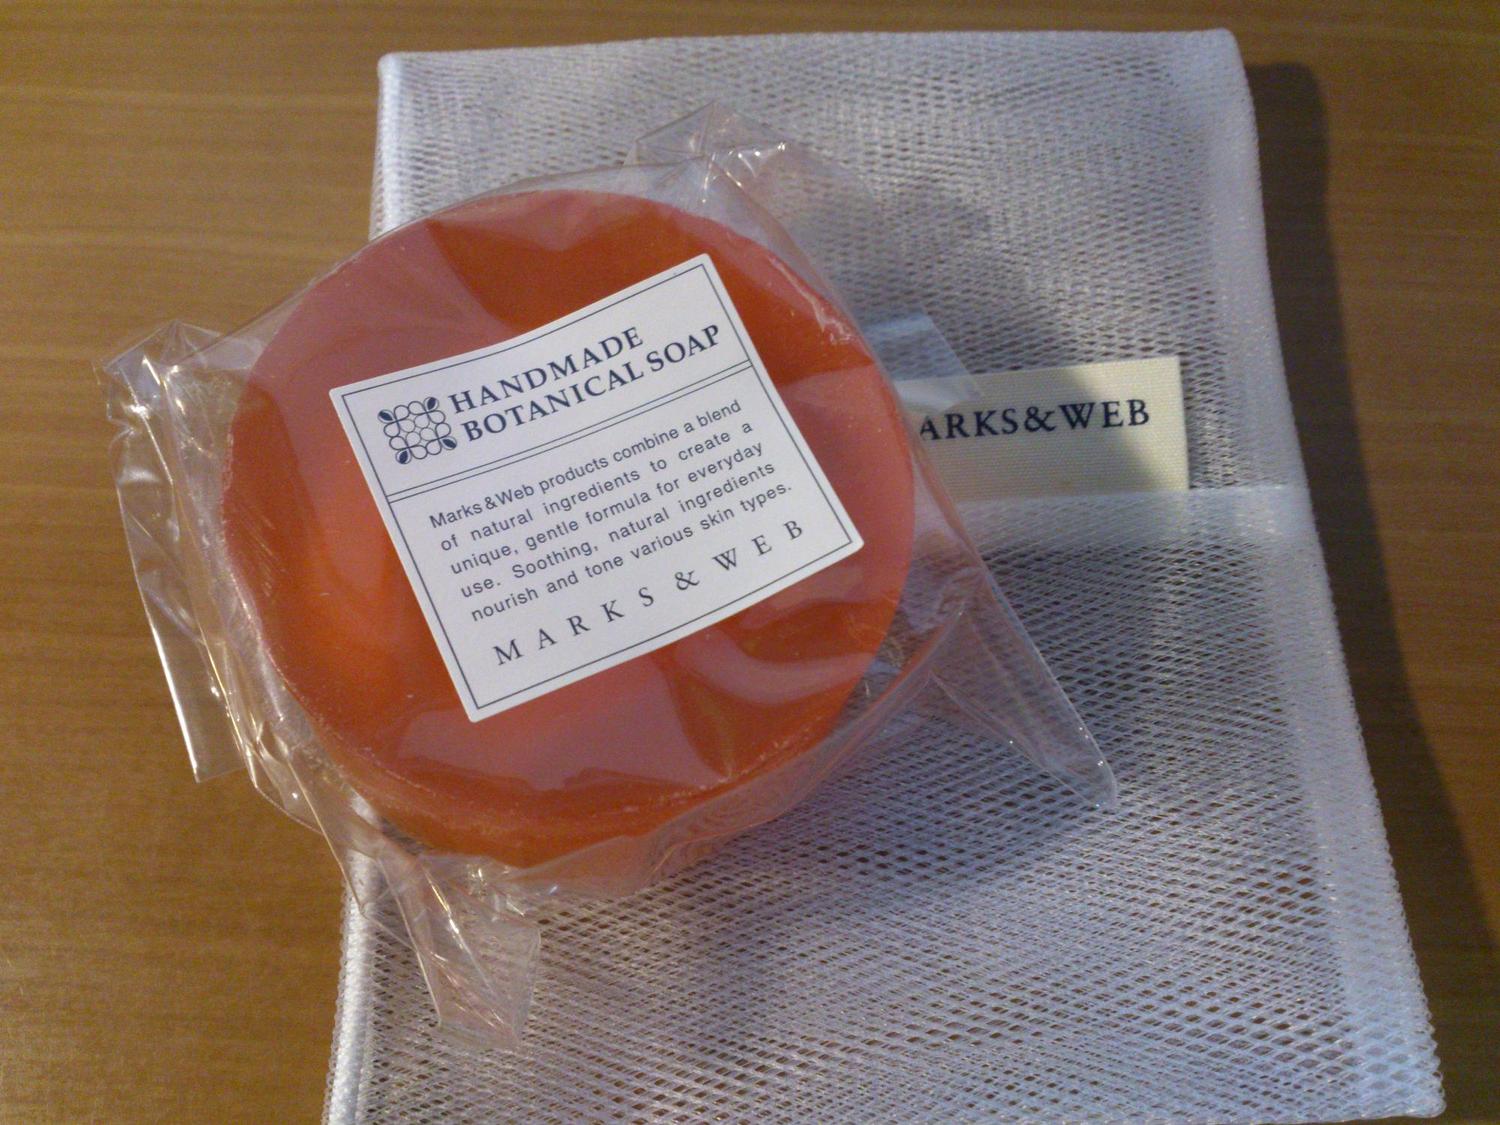 HANDMADE
BOTANICAL SOAP
Marks & Web products combine a blend
of natural ingredients to create a
unique, gentle formula for everyday
use. Soothing, natural ingredients
nourish and tone various skin types.
MARKS & WEB
ARKS&WEB